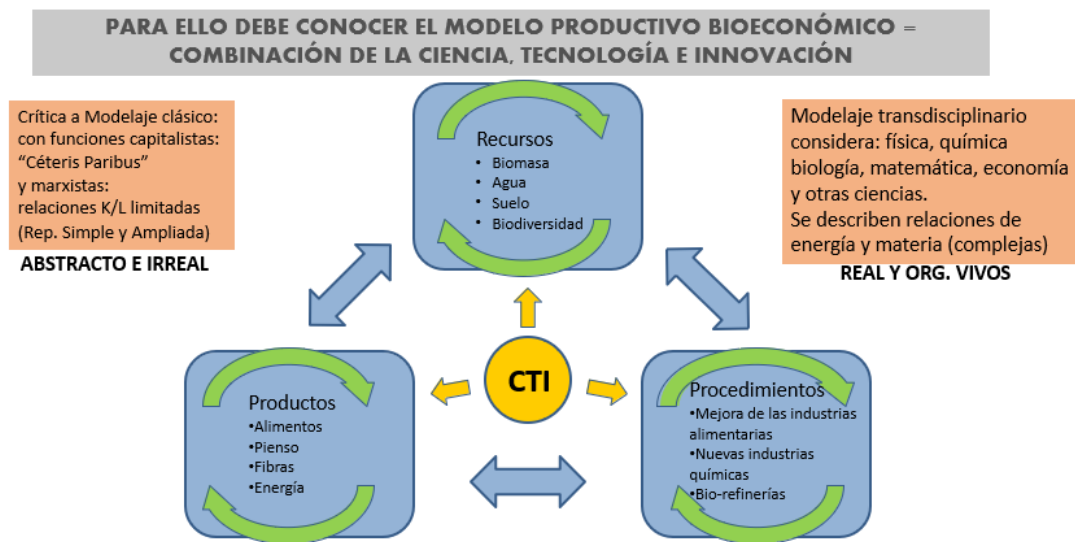 PARA ELLO DEBE CONOCER EL MODELO PRODUCTIVO BIOECONÓMICO =
COMBINACIÓN DE LA CIENCIA, TECNOLOGÍA E INNOVACIÓN
Crítica a Modelaje clásico:
con funciones capitalistas:
“Céteris Paribus”
y marxistas:
relaciones K/L limitadas
(Rep. Simple y Ampliada)
ABSTRACTO E IRREAL
Recursos
• Biomasa
• Agua
• Suelo
• Biodiversidad
Modelaje transdisciplinario
considera: física, química
biología, matemática, economía
y otras ciencias.
Se describen relaciones de
energía y materia (complejas)
REAL Y ORG. VIVOS
CTI
Productos
•Alimentos
•Pienso
•Fibras
•Energía
Procedimientos
•Mejora de las industrias
alimentarias
•Nuevas industrias
químicas
•Bio-refinerías